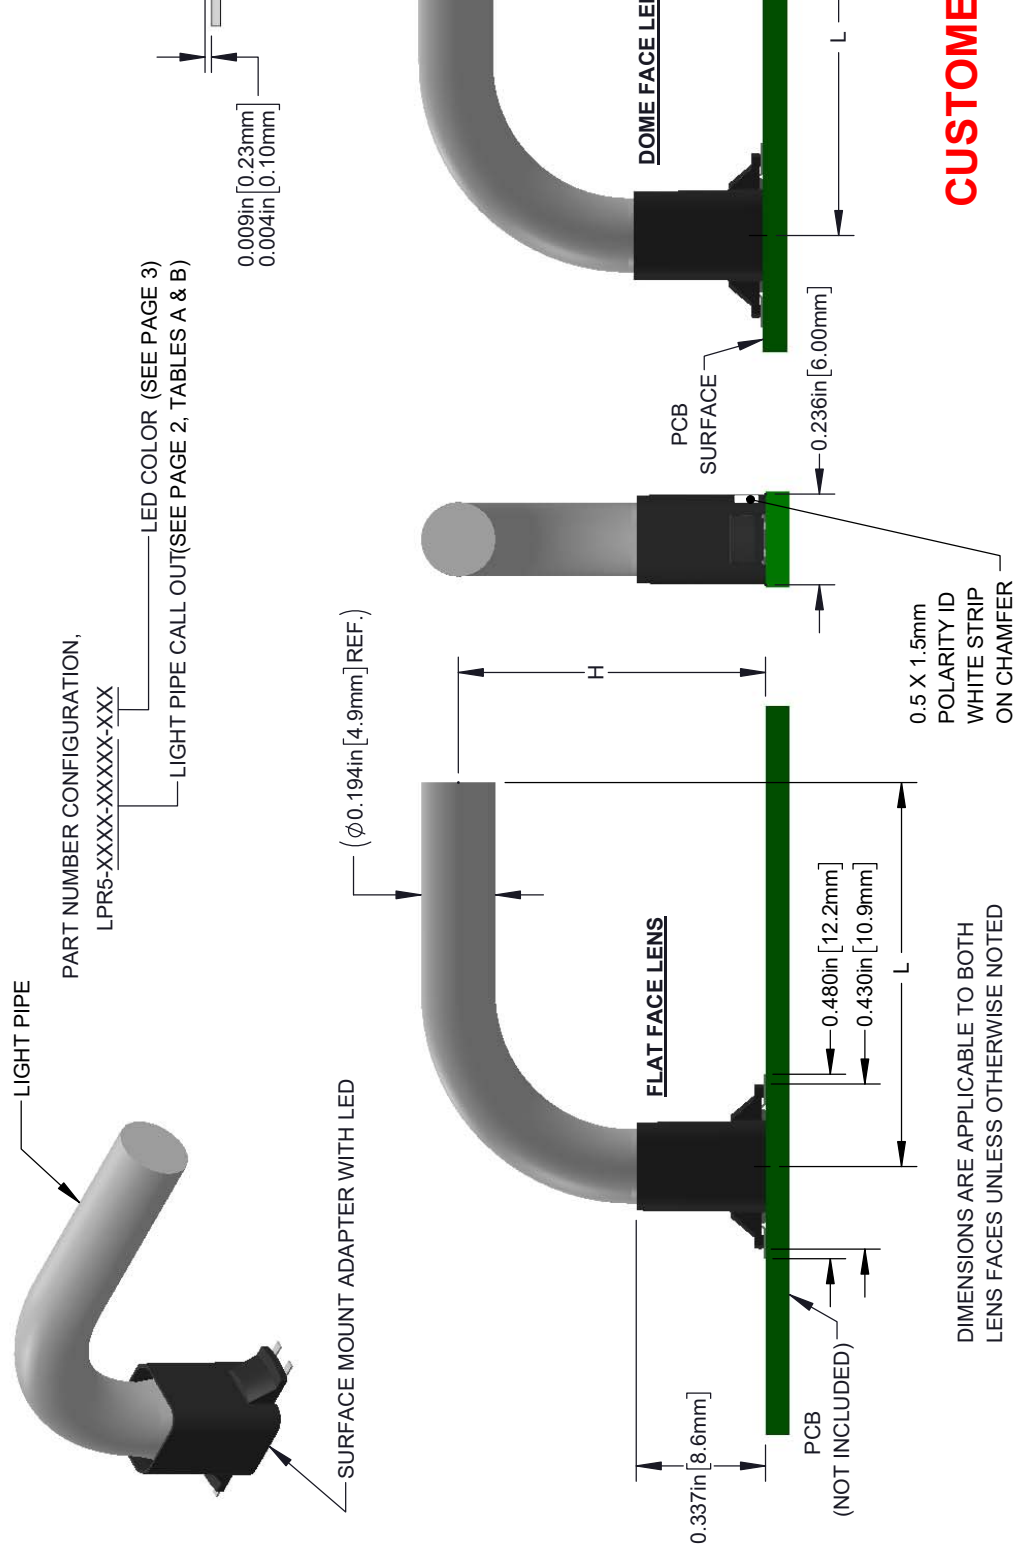 LIGHT PIPE
SURFACE MOUNT ADAPTER WITH LED
PART NUMBER CONFIGURATION,
LPR5-XXXX-XXXXXX-XXX
LED COLOR (SEE PAGE 3)
LIGHT PIPE CALL OUT(SEE PAGE 2, TABLES A & B)
0.009in [0.23mm]
0.004in [0.10mm]
(Ø0.194in [4.9mm] REF.)
H
FLAT FACE LENS
0.337in [8.6mm]
PCB
(NOT INCLUDED)
0.480in [12.2mm]
0.430in [10.9mm]
L
DIMENSIONS ARE APPLICABLE TO BOTH
LENS FACES UNLESS OTHERWISE NOTED
0.5 X 1.5mm
POLARITY ID
WHITE STRIP
ON CHAMFER
0.236in [6.00mm]
PCB
SURFACE
DOME FACE LE
L
CUSTOME